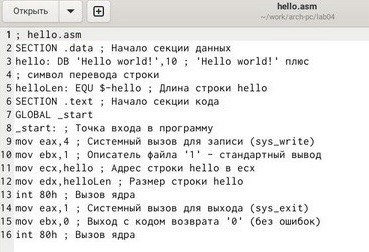 Открыть
hello.asm
~/work/arch-pc/lab04
1 ; hello.asm
2 SECTION .data ; Начало секции данных
3 hello: DB 'Hello world!',10 ; 'Hello world!' плюс
4 ; символ перевода строки
5 helloLen: EQU $-hello ; Длина строки hello
6 SECTION .text ; Начало секции кода
7 GLOBAL _start
8 _start: ; Точка входа в программу
9 mov eax,4 ; Системный вызов для записи (sys_write)
10 mov ebx,1 ; Описатель файла '1' - стандартный вывод
11 mov ecx,hello ; Адрес строки hello в ecx
12 mov edx,helloLen ; Размер строки hello
13 int 80h ; Вызов ядра
14 mov eax,1 ; Системный вызов для выхода (sys_exit)
15 mov ebx,0 ; Выход с кодом возврата '0' (без ошибок)
16 int 80h ; Вызов ядра